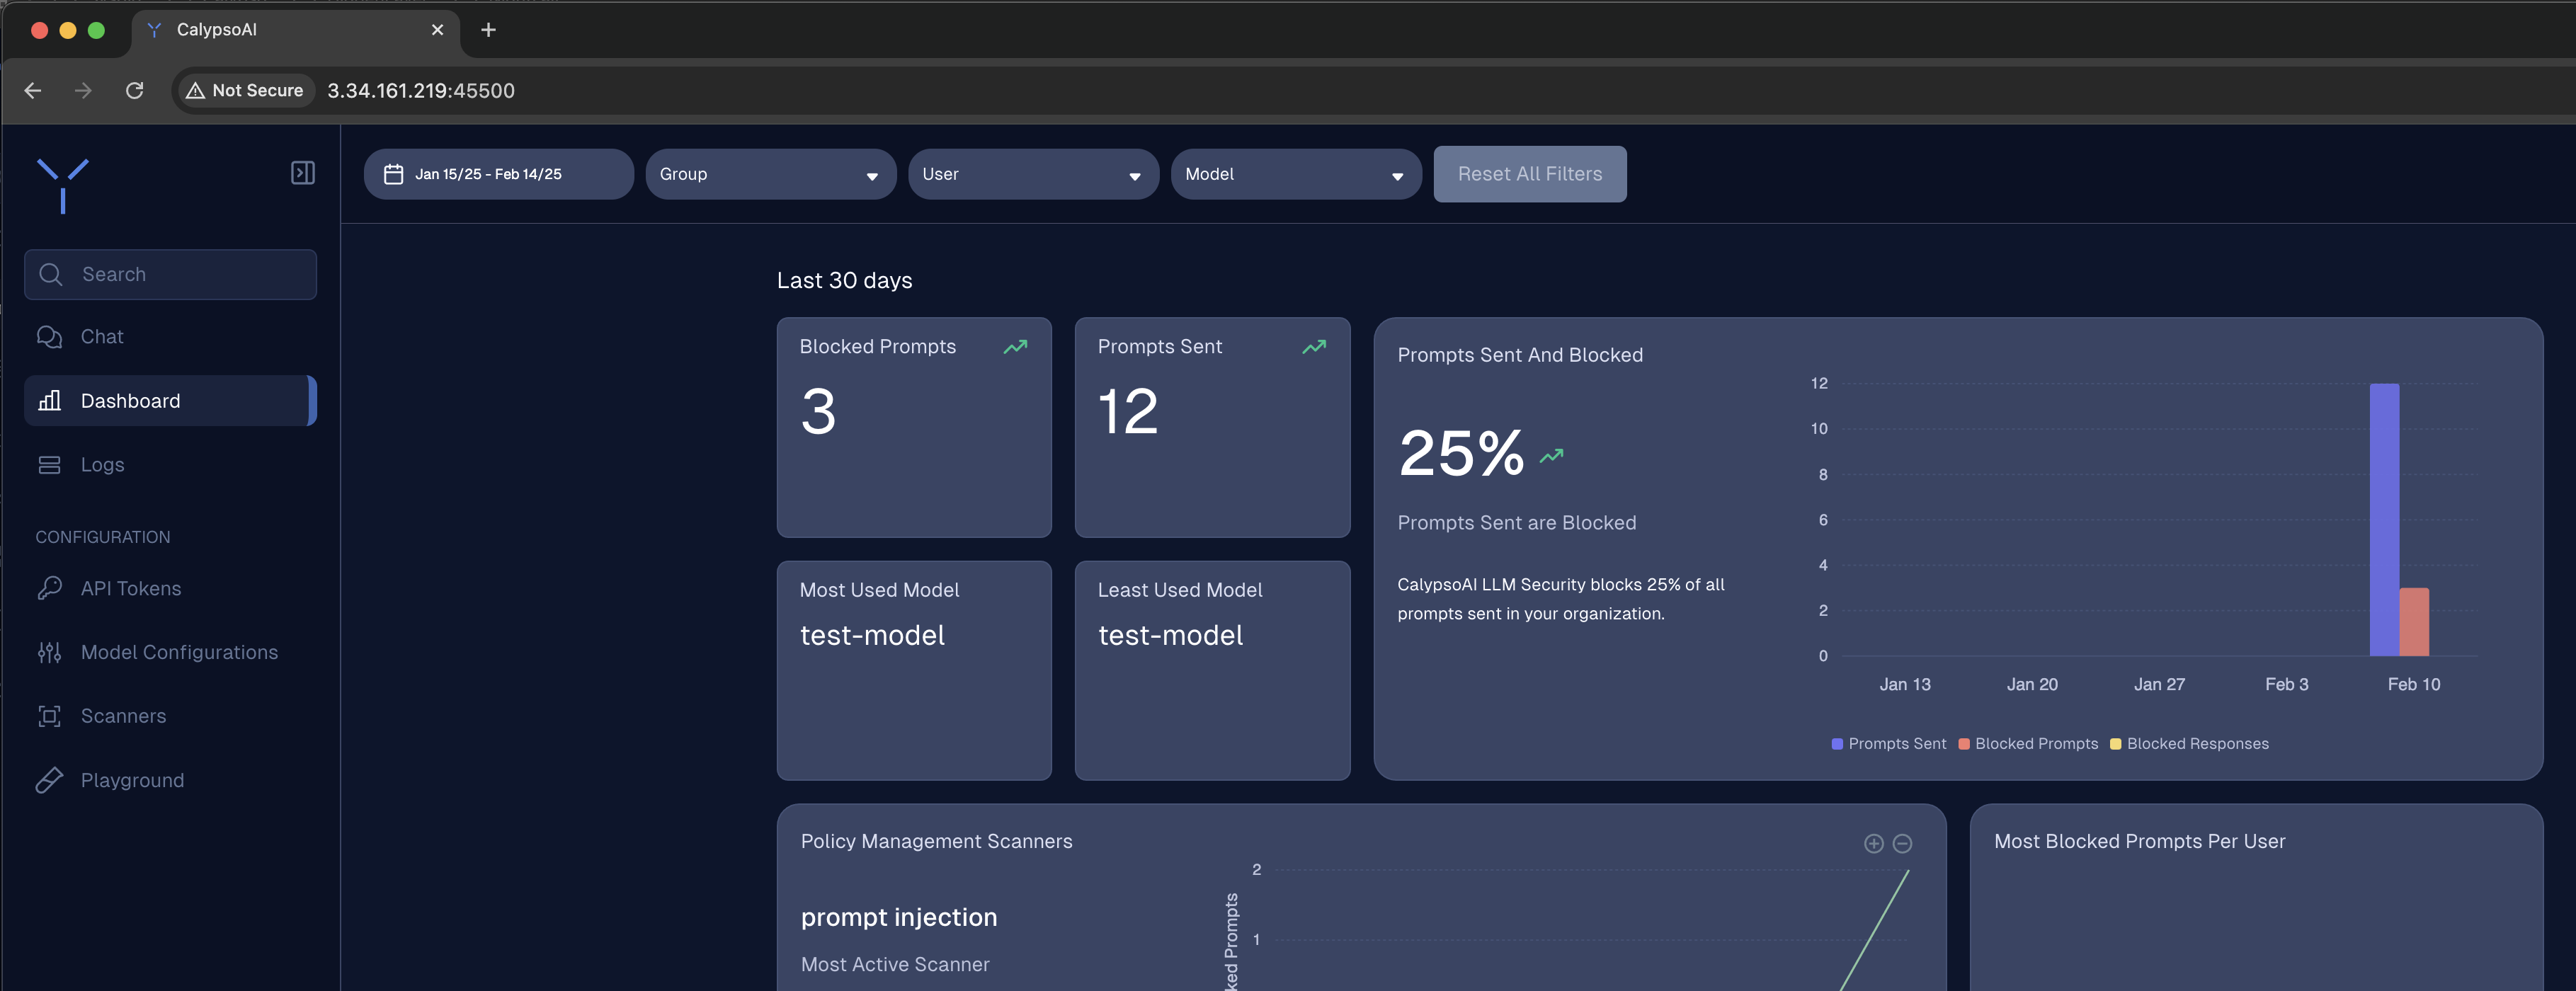 CalypsoAI
Not Secure 3.34.161.219:45500
Jan 15/25 - Feb 14/25
Group
User
Model
Reset All Filters
Search
Chat
Dashboard
Logs
CONFIGURATION
API Tokens
Model Configurations
Scanners
Playground
Last 30 days
Blocked Prompts
3
Prompts Sent
12
Most Used Model
test-model
Least Used Model
test-model
Prompts Sent And Blocked
25%
Prompts Sent are Blocked
CalypsoAI LLM Security blocks 25% of all
prompts sent in your organization.
12
10
8
6
4
2
0
Jan 13 Jan 20 Jan 27 Feb 3 Feb 10
Prompts Sent Blocked Prompts Blocked Responses
Policy Management Scanners
prompt injection
Most Active Scanner
2
1
Prompts
Most Blocked Prompts Per User